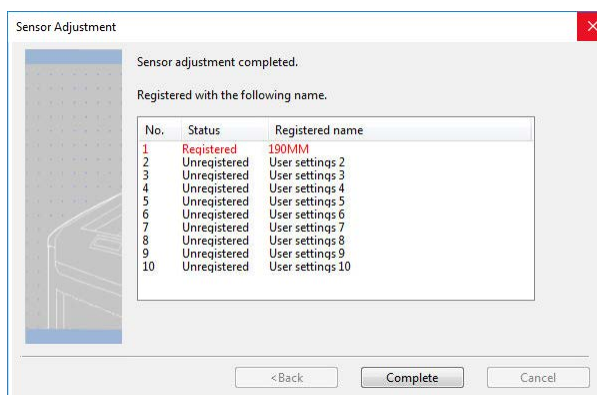 Sensor Adjustment
Sensor adjustment completed.
Registered with the following name.
No. Status Registered name
1 Registered 190MM
2 Unregistered User settings 2
3 Unregistered User settings 3
4 Unregistered User settings 4
5 Unregistered User settings 5
6 Unregistered User settings 6
7 Unregistered User settings 7
8 Unregistered User settings 8
9 Unregistered User settings 9
10 Unregistered User settings 10
<Back Complete Cancel